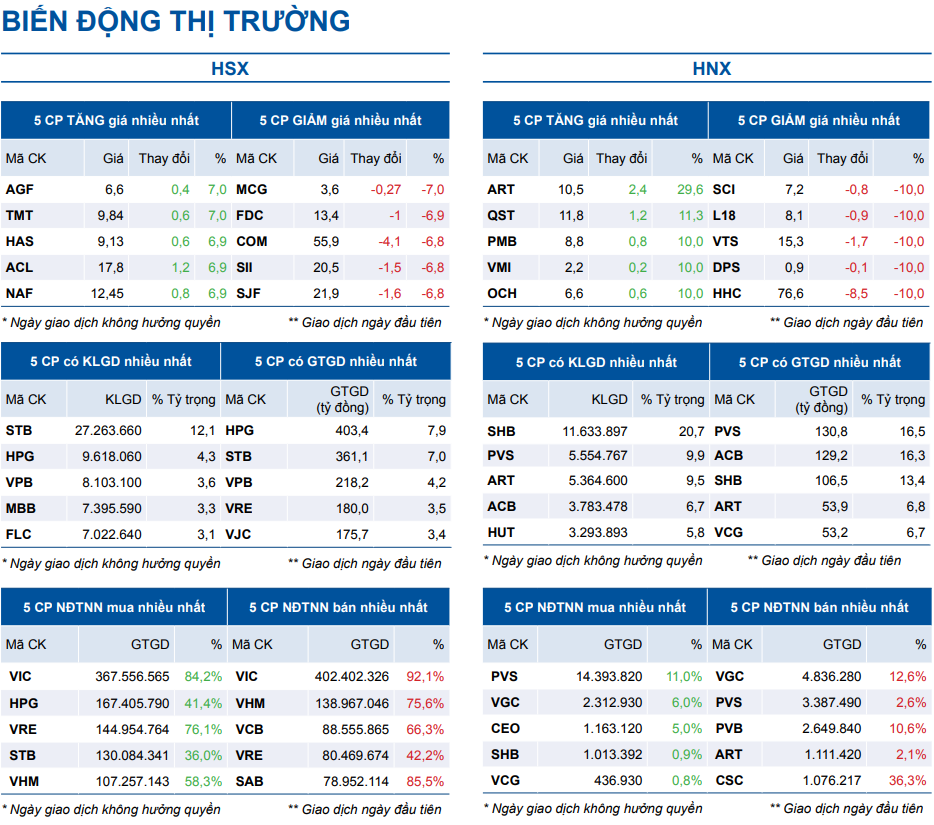 BIẾN ĐỘNG THỊ TRƯỜNG
HSX
5 CP TĂNG giá nhiều nhất 5 CP GIẢM giá nhiều nhất
Mã CK Giá Thay đổi % Mã CK Giá Thay đổi %
AGF 6,6 0,4 7,0 MCG 3,6 -0,27 -7,0
TMT 9,84 0,6 7,0 FDC 13,4 -1 -6,9
HAS 9,13 0,6 6,9 COM 55,9 -4,1 -6,8
ACL 17,8 1,2 6,9 SII 20,5 -1,5 -6,8
NAF 12,45 0,8 6,9 SJF 21,9 -1,6 -6,8
* Ngày giao dịch không hưởng quyền ** Giao dịch ngày đầu tiên
5 CP có KLGD nhiều nhất 5 CP có GTGD nhiều nhất
Mã CK KLGD % Tỷ trọng Mã CK GTGD (tỷ đồng) % Tỷ trọng
STB 27.263.660 12,1 HPG 403,4 7,9
HPG 9.618.060 4,3 STB 361,1 7,0
VPB 8.103.100 3,6 VPB 218,2 4,2
MBB 7.395.590 3,3 VRE 180,0 3,5
FLC 7.022.640 3,1 VJC 175,7 3,4
* Ngày giao dịch không hưởng quyền ** Giao dịch ngày đầu tiên
5 CP NĐTNN mua nhiều nhất 5 CP NĐTNN bán nhiều nhất
Mã CK GTGD % Mã CK GTGD %
VIC 367.556.565 84,2% VIC 402.402.326 92,1%
HPG 167.405.790 41,4% VHM 138.967.046 75,6%
VRE 144.954.764 76,1% VCB 88.555.865 66,3%
STB 130.084.341 36,0% VRE 80.469.674 42,2%
VHM 107.257.143 58,3% SAB 78.952.114 85,5%
* Ngày giao dịch không hưởng quyền ** Giao dịch ngày đầu tiên
HNX
5 CP TĂNG giá nhiều nhất 5 CP GIẢM giá nhiều nhất
Mã CK Giá Thay đổi % Mã CK Giá Thay đổi %
ART 10,5 2,4 29,6 SCI 7,2 -0,8 -10,0
QST 11,8 1,2 11,3 L18 8,1 -0,9 -10,0
PMB 8,8 0,8 10,0 VTS 15,3 -1,7 -10,0
VMI 2,2 0,2 10,0 DPS 0,9 -0,1 -10,0
OCH 6,6 0,6 10,0 HHC 76,6 -8,5 -10,0
* Ngày giao dịch không hưởng quyền ** Giao dịch ngày đầu tiên
5 CP có KLGD nhiều nhất 5 CP có GTGD nhiều nhất
Mã CK KLGD % Tỷ trọng Mã CK GTGD (tỷ đồng) % Tỷ trọng
SHB 11.633.897 20,7 PVS 130,8 16,5
PVS 5.554.767 9,9 ACB 129,2 16,3
ART 5.364.600 9,5 SHB 106,5 13,4
ACB 3.783.478 6,7 ART 53,9 6,8
HUT 3.293.893 5,8 VCG 53,2 6,7
* Ngày giao dịch không hưởng quyền ** Giao dịch ngày đầu tiên
5 CP NĐTNN mua nhiều nhất 5 CP NĐTNN bán nhiều nhất
Mã CK GTGD % Mã CK GTGD %
PVS 14.393.820 11,0% VGC 4.836.280 12,6%
VGC 2.312.930 6,0% PVS 3.387.490 2,6%
CEO 1.163.120 5,0% PVB 2.649.840 10,6%
SHB 1.013.392 0,9% ART 1.111.420 2,1%
VCG 436.930 0,8% CSC 1.076.217 36,3%
* Ngày giao dịch không hưởng quyền ** Giao dịch ngày đầu tiên